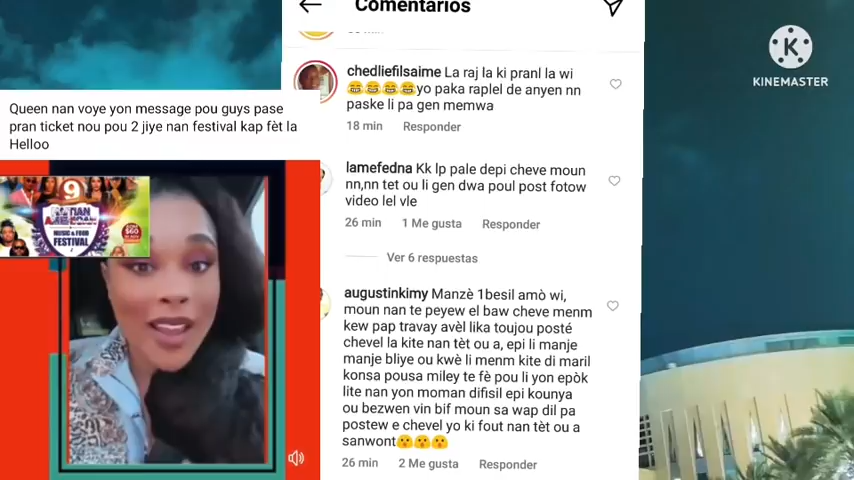 Comentarios
chedliefilsaime La raj la ki pranl la wi
😂😂😂😂yo paka raplel de anyen nn
paske li pa gen memwa
18 min Responder
lamefedna Kk lp pale depi cheve moun
nn,nn tet ou li gen dwa poul post fotow
video lel vle
26 min 1 Me gusta Responder
Ver 6 respuestas
augustinkimy Manzè 1besil amò wi,
moun nan te peyew el baw cheve menm
kew pap travay avèl lika toujou posté
chevel la kite nan tèt ou a, epi li manje
manje bliye ou kwè li menm kite di maril
konsa pousa miley te fè pou li yon epòk
lite nan yon moman difisil epi kounya
ou bezwen vin bif moun sa wap dil pa
postew e chevel yo ki fout nan tèt ou a
sanwont😯😯😯
26 min 2 Me gusta Responder
Queen nan voye yon message pou guys pase
pran ticket nou pou 2 jiye nan festival kap fèt la
Helloo
9
MUSIC & FOOD
FESTIVAL
$60
K
KINEMASTER